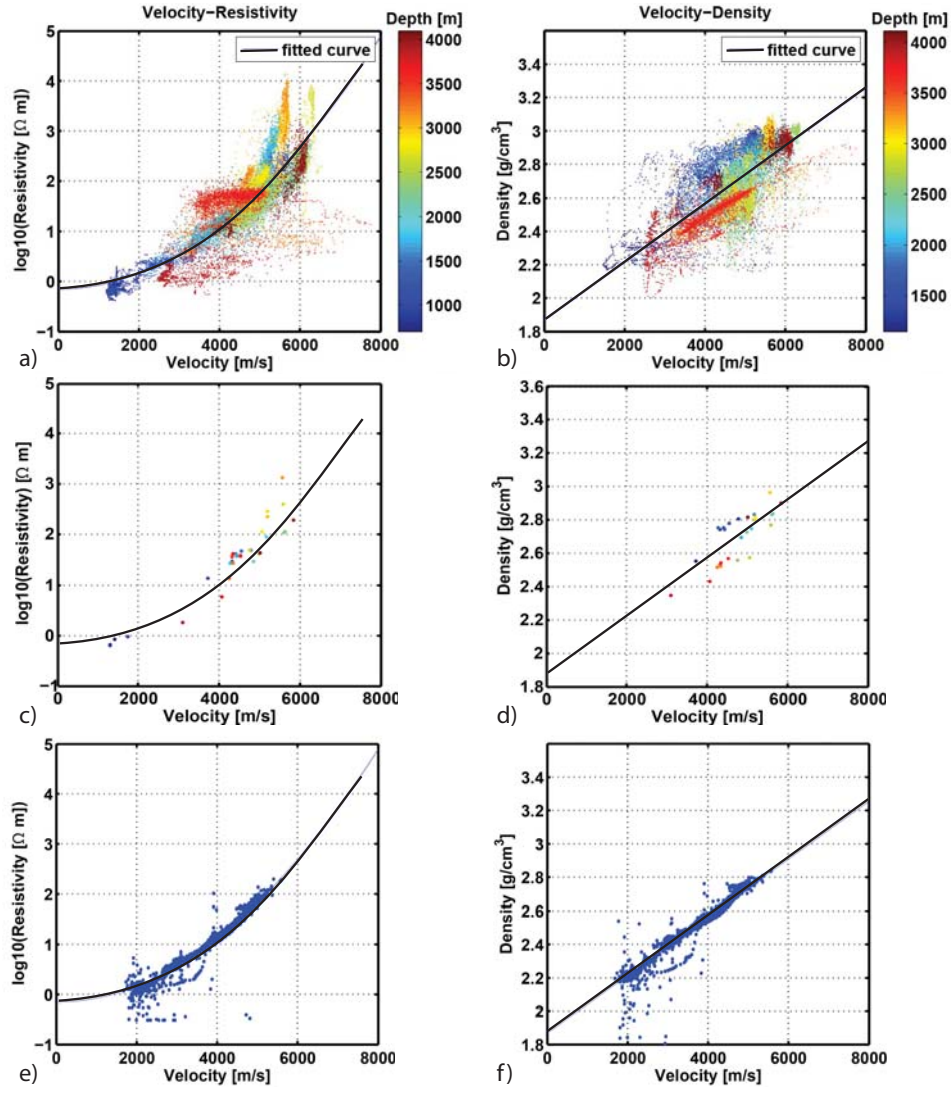 Velocity−Resistivity
Depth [m]
fitted curve
5
4
3
2
1
0
−1
log10(Resistivity [Ω m])
0 2000 4000 6000 8000
Velocity [m/s]
4000
3500
3000
2500
2000
1500
1000
a)
Velocity−Density
Depth [m]
fitted curve
3.4
3.2
3
2.8
2.6
2.4
2.2
2
1.8
Density [g/cm3]
0 2000 4000 6000 8000
Velocity [m/s]
4000
3500
3000
2500
2000
1500
b)
5
4
3
2
1
0
−1
log10(Resistivity) [Ω m]
0 2000 4000 6000 8000
Velocity [m/s]
c)
3.6
3.4
3.2
3
2.8
2.6
2.4
2.2
2
1.8
Density [g/cm3]
0 2000 4000 6000 8000
Velocity [m/s]
d)
5
4
3
2
1
0
−1
log10(Resistivity [Ω m])
0 2000 4000 6000 8000
Velocity [m/s]
e)
3.4
3.2
3
2.8
2.6
2.4
2.2
2
1.8
Density [g/cm3]
0 2000 4000 6000 8000
Velocity [m/s]
f)